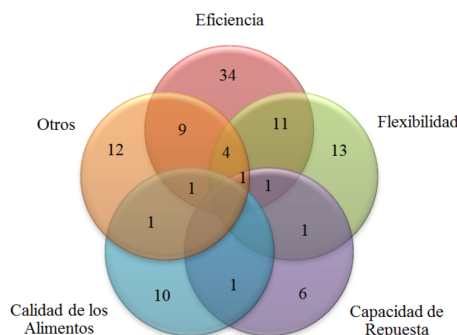 Eficiencia
34
Otros
9
11
Flexibilidad
12
4
13
1
1
1
1
1
10
1
6
Calidad de los
Alimentos
Capacidad de
Repuesta